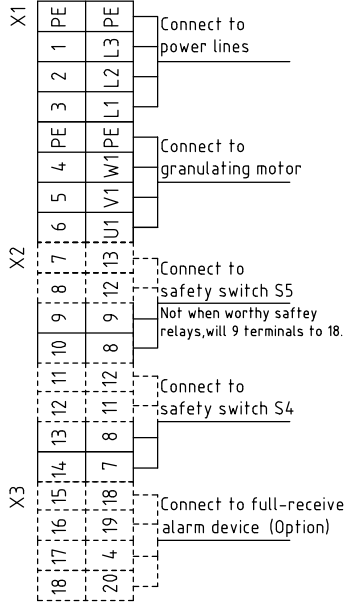 X1
PE PE
1 L3
2 L2
3 L1
Connect to
power lines
PE PE
4 W1
5 V1
6 U1
Connect to
granulating motor
X2
7 13
8 12
9 9
10 8
Connect to
safety switch S5
Not when worthy saftey
relays,will 9 terminals to 18.
11 12
12 11
13 8
14 7
Connect to
safety switch S4
X3
15 18
16 19
17 4
18 20
Connect to full-receive
alarm device (Option)